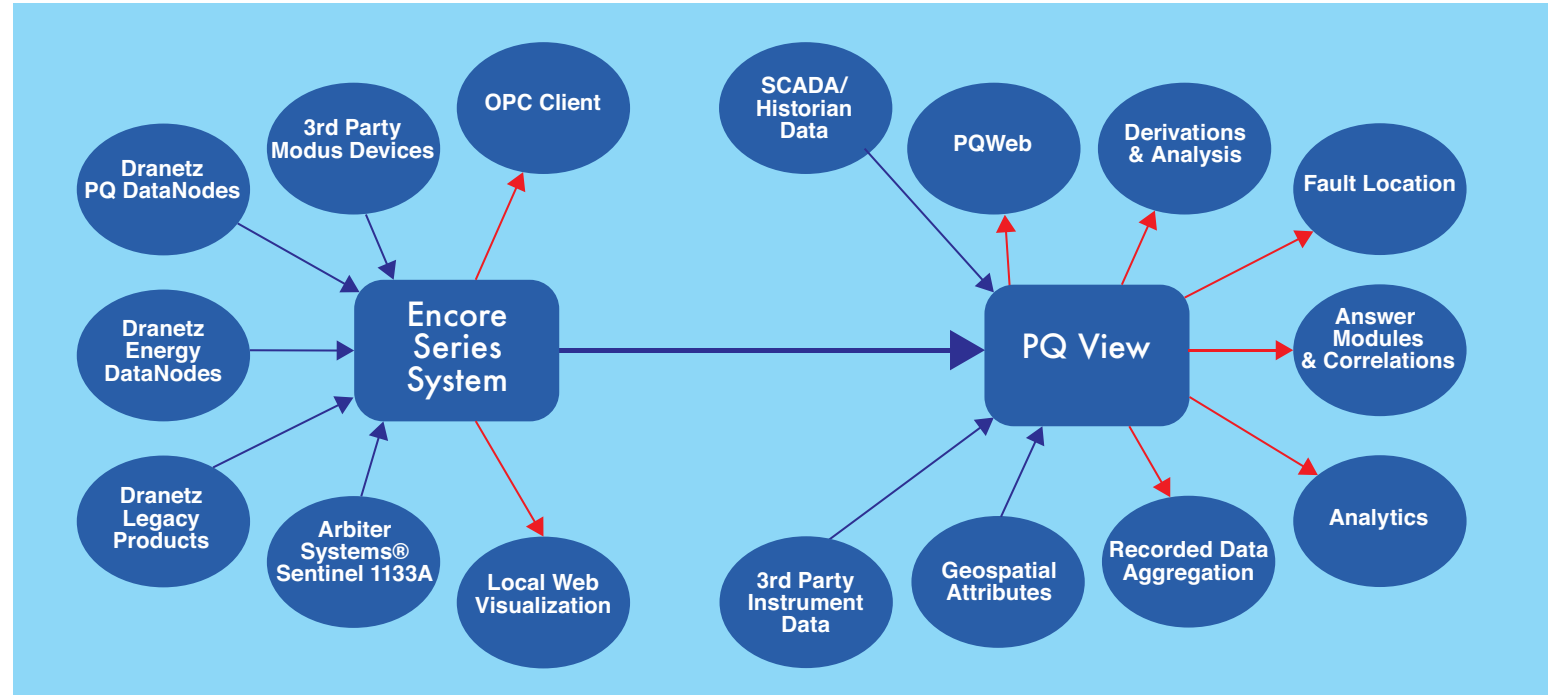 OPC Client
3rd Party
Modus Devices
Dranetz
PQ DataNodes
Encore
Series
System
Dranetz
Energy
DataNodes
Dranetz
Legacy
Products
Arbiter
Systems®
Sentinel 1133A
Local Web
Visualization
SCADA/
Historian
Data
PQWeb
Derivations
& Analysis
Fault Location
PQ View
Answer
Modules
& Correlations
Analytics
Recorded Data
Aggregation
Geospatial
Attributes
3rd Party
Instrument
Data